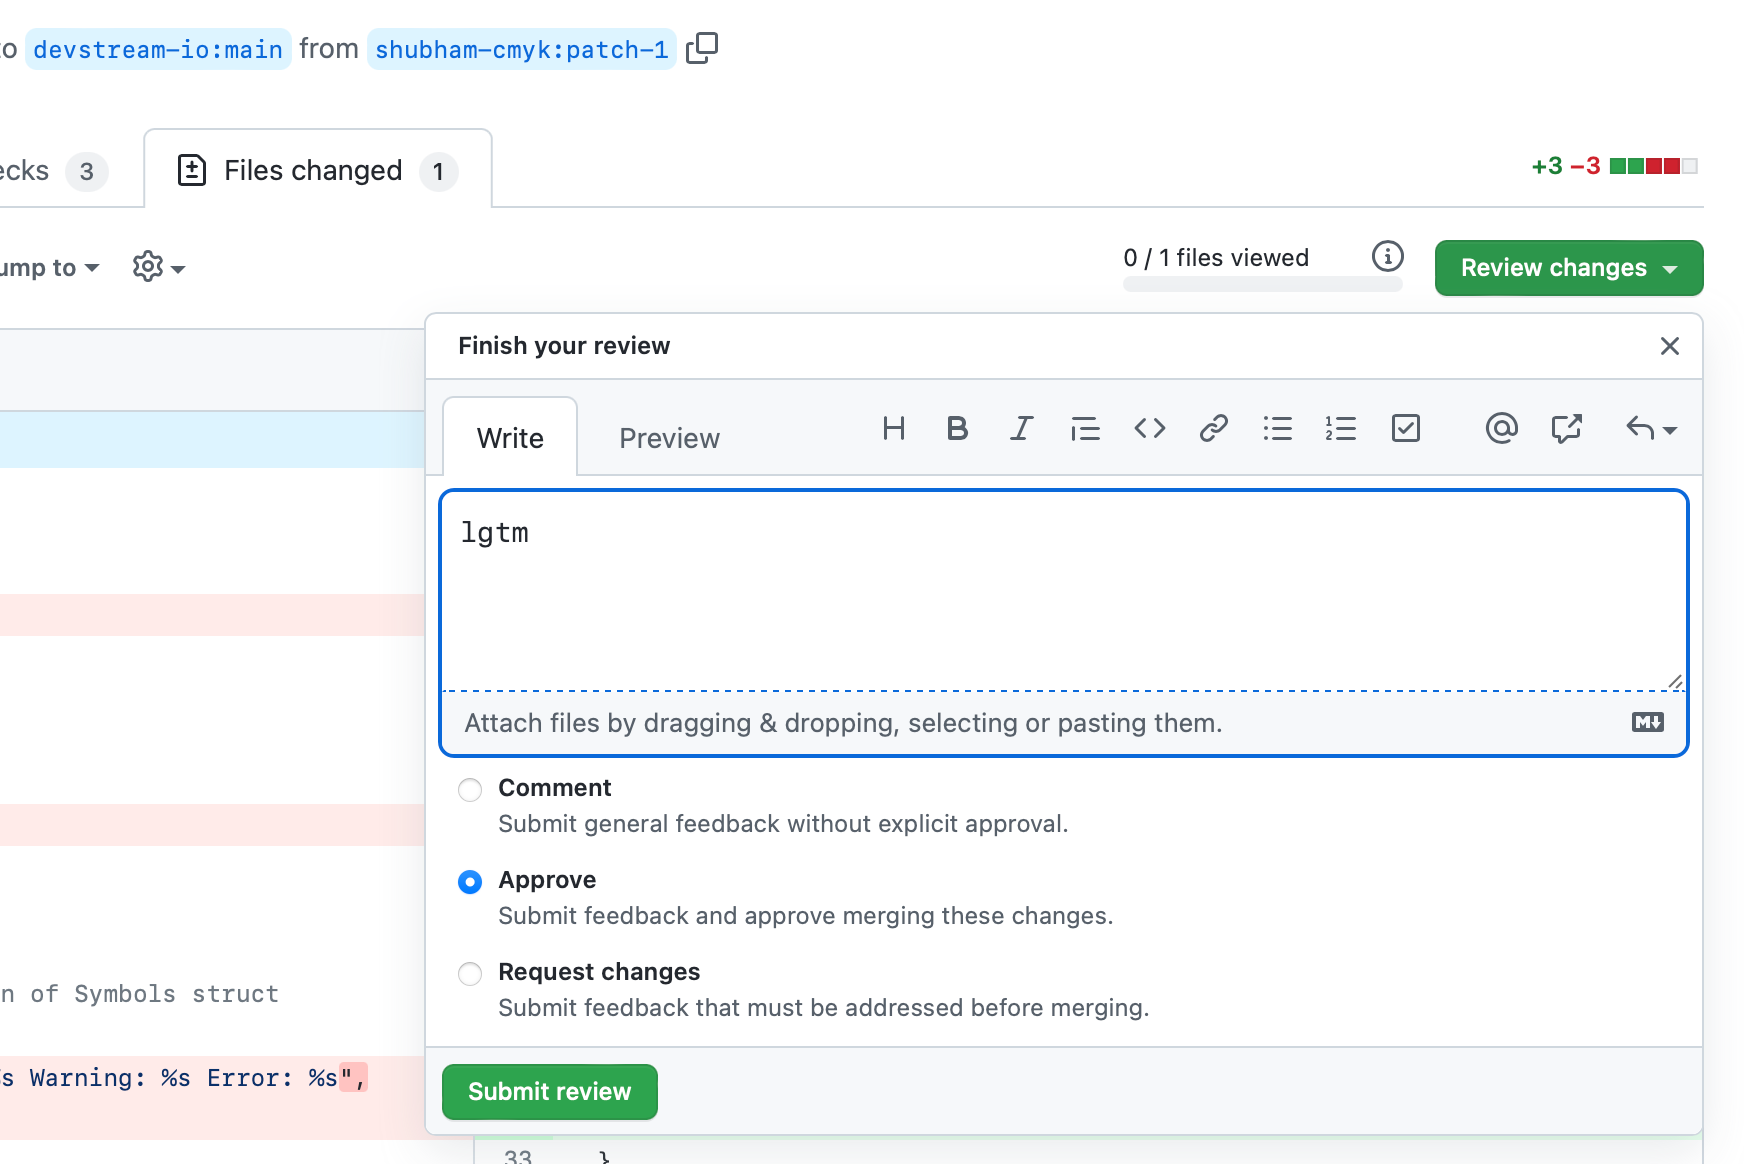 to devstream-io:main from shubham-cmyk:patch-1
ecks 3 Files changed 1 +3 −3
ump to 0 / 1 files viewed Review changes
Finish your review
Write Preview
lgtm
Attach files by dragging & dropping, selecting or pasting them.
Comment
Submit general feedback without explicit approval.
Approve
Submit feedback and approve merging these changes.
Request changes
Submit feedback that must be addressed before merging.
n of Symbols struct
%s Warning: %s Error: %s",
Submit review
33 }